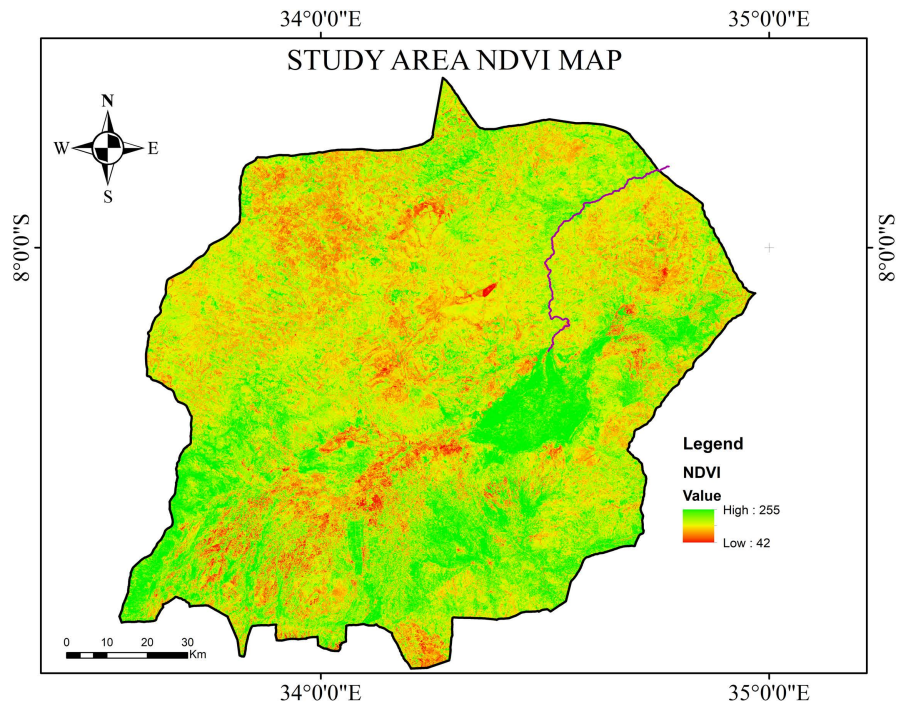 34°0'0"E 35°0'0"E
STUDY AREA NDVI MAP
N
W E
S
8°0'0"S 8°0'0"S
Legend
NDVI
Value
High : 255
Low : 42
0 10 20 30
Km
34°0'0"E 35°0'0"E